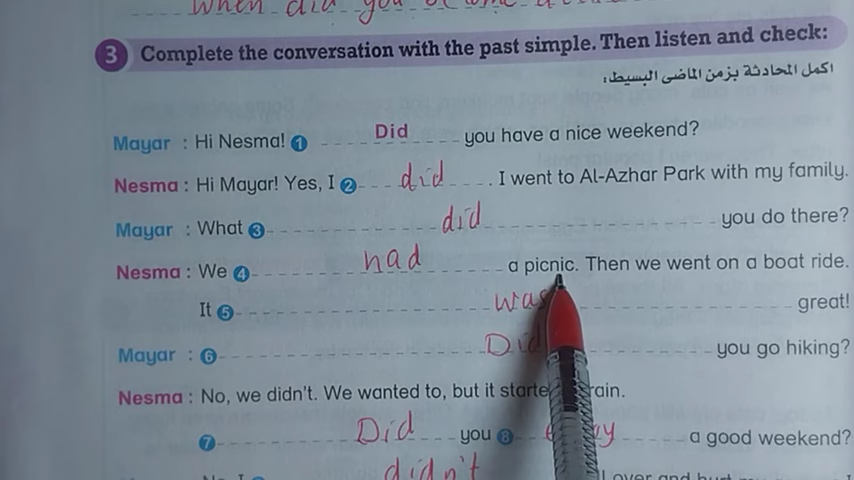 When did you
3 Complete the conversation with the past simple. Then listen and check:
اكمل المحادثة بزمن الماضى البسيط:
Mayar : Hi Nesma! 1 Did you have a nice weekend?
Nesma : Hi Mayar! Yes, I 2 did . I went to Al-Azhar Park with my family.
Mayar : What 3 did you do there?
Nesma : We 4 had a picnic. Then we went on a boat ride.
It 5 was great!
Mayar : 6 Did you go hiking?
Nesma : No, we didn't. We wanted to, but it started rain.
7 Did you 8 a good weekend?
didn't over and hurt